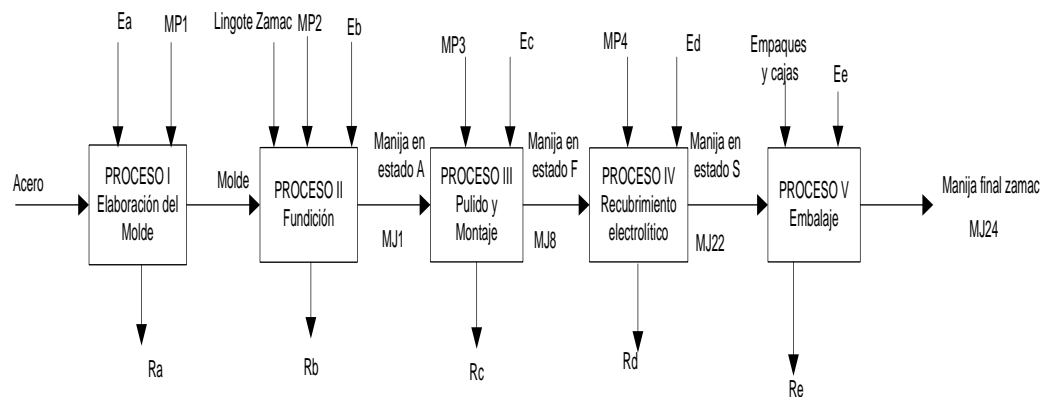 Ea
MP1
Lingote Zamac
MP2
Eb
MP3
Ec
MP4
Ed
Empaques
y cajas
Ee
Acero
PROCESO I
Elaboración del
Molde
Molde
PROCESO II
Fundición
Manija en
estado A
MJ1
PROCESO III
Pulido y
Montaje
Manija en
estado F
MJ8
PROCESO IV
Recubrimiento
electrolítico
Manija en
estado S
MJ22
PROCESO V
Embalaje
Manija final zamac
MJ24
Ra
Rb
Rc
Rd
Re